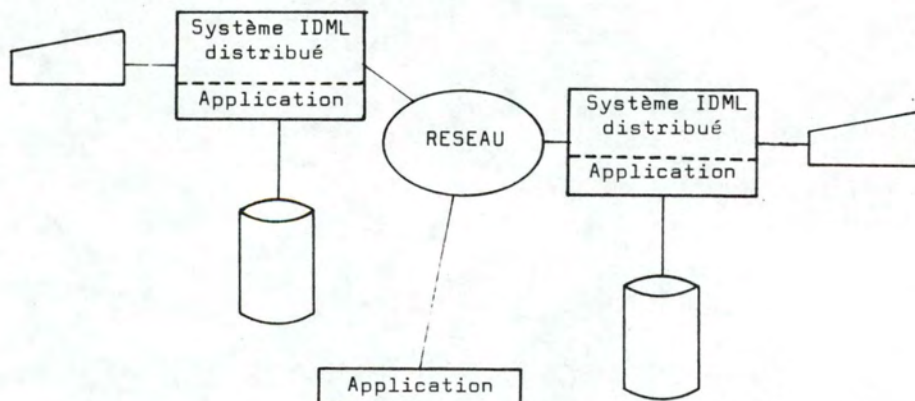 Système IDML
distribué
Application
RESEAU
Système IDML
distribué
Application
Application